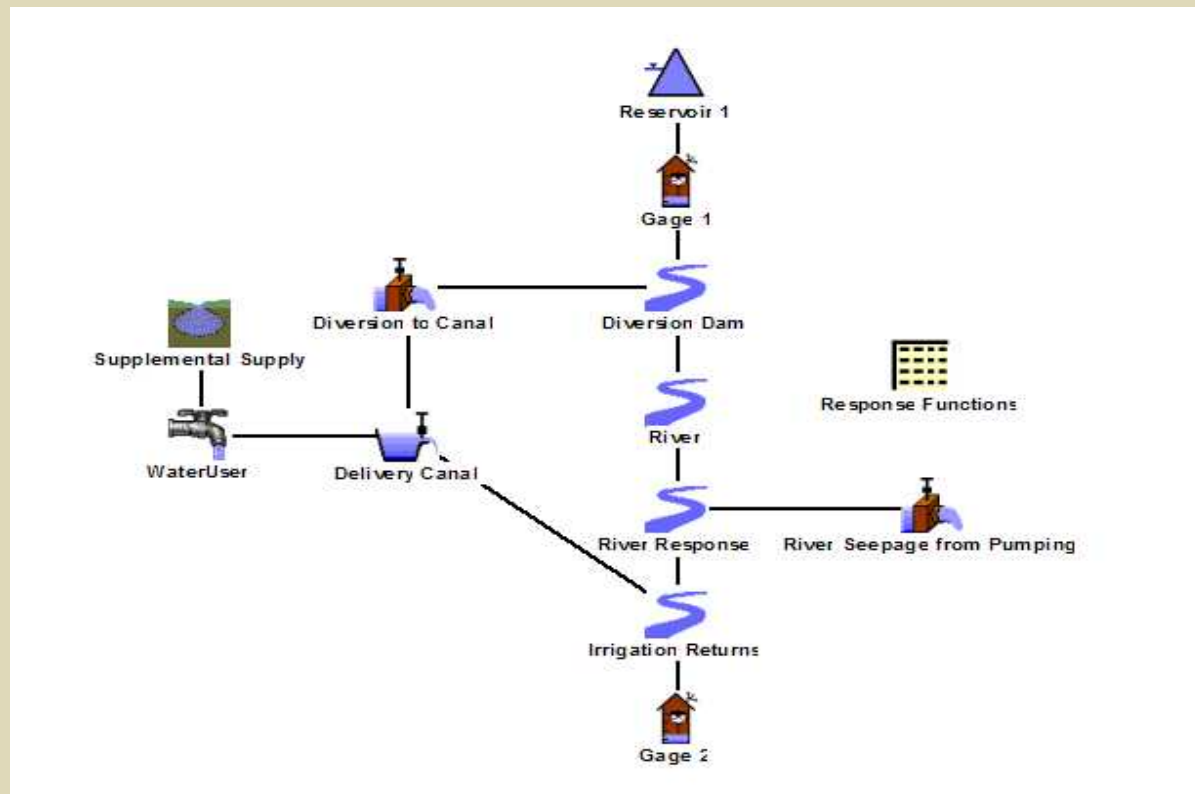 Reservoir 1
Gage 1
Diversion to Canal
Diversion Dam
Supplemental Supply
Response Functions
River
WaterUser
Delivery Canal
River Response
River Seepage from Pumping
Irrigation Returns
Gage 2